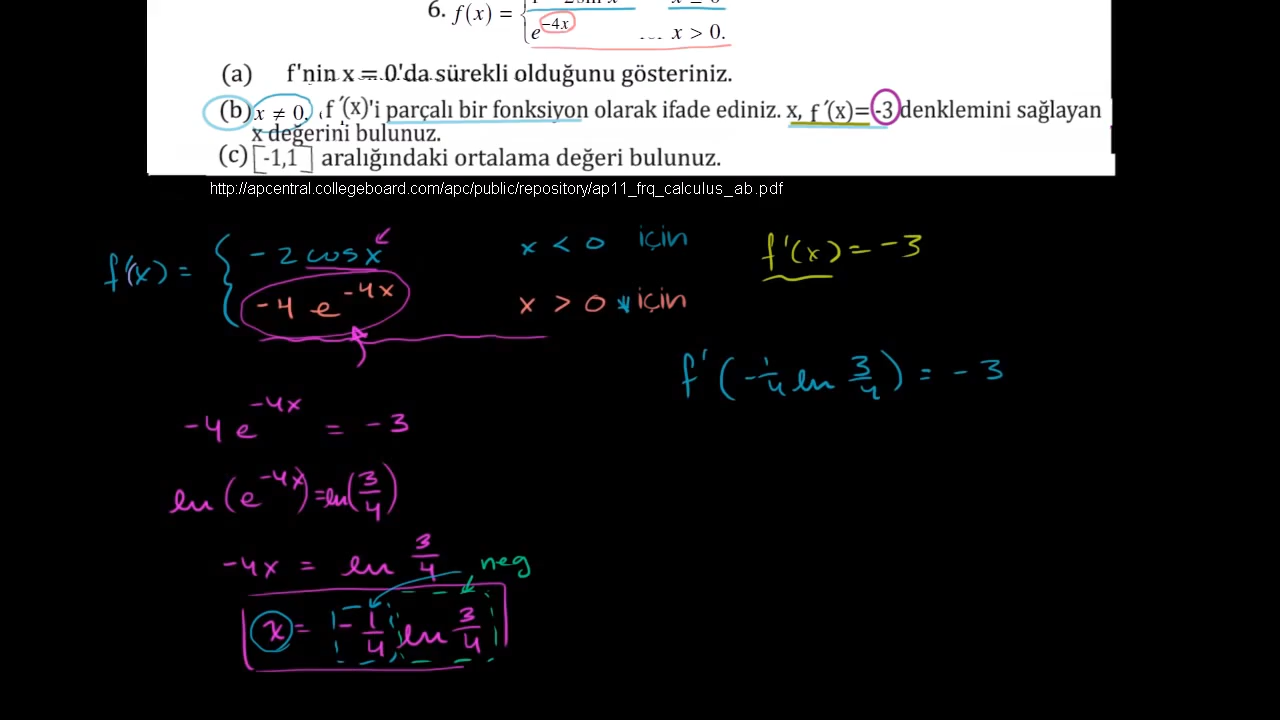 6. f(x) = {
e^{-4x} x > 0.
(a) f'nin x = 0'da sürekli olduğunu gösteriniz.
(b) x ≠ 0, f′(x)'i parçalı bir fonksiyon olarak ifade ediniz. x, f′(x)=-3 denklemini sağlayan
x değerini bulunuz.
(c) [-1,1] aralığındaki ortalama değeri bulunuz.
http://apcentral.collegeboard.com/apc/public/repository/ap11_frq_calculus_ab.pdf
f'(x) = { -2 cos x x < 0 için
-4 e^{-4x} x > 0 için
f'(x) = -3
f'(-1/4 ln 3/4) = -3
-4 e^{-4x} = -3
ln(e^{-4x}) = ln(3/4)
-4x = ln 3/4
neg
x = -1/4 ln 3/4